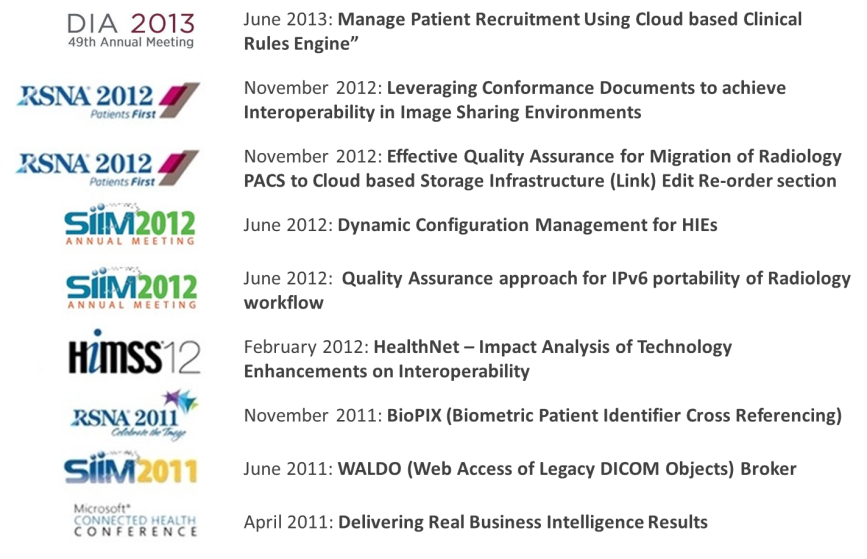 DIA 2013
49th Annual Meeting
June 2013: Manage Patient Recruitment Using Cloud based Clinical
Rules Engine”
RSNA® 2012
Patients First
November 2012: Leveraging Conformance Documents to achieve
Interoperability in Image Sharing Environments
RSNA® 2012
Patients First
November 2012: Effective Quality Assurance for Migration of Radiology
PACS to Cloud based Storage Infrastructure (Link) Edit Re-order section
SiiM2012
ANNUAL MEETING
June 2012: Dynamic Configuration Management for HIEs
SiiM2012
ANNUAL MEETING
June 2012: Quality Assurance approach for IPv6 portability of Radiology
workflow
HiMSS12
February 2012: HealthNet – Impact Analysis of Technology
Enhancements on Interoperability
RSNA® 2011
Celebrate the Image
November 2011: BioPIX (Biometric Patient Identifier Cross Referencing)
SiiM2011
June 2011: WALDO (Web Access of Legacy DICOM Objects) Broker
Microsoft®
CONNECTED HEALTH
CONFERENCE
April 2011: Delivering Real Business Intelligence Results